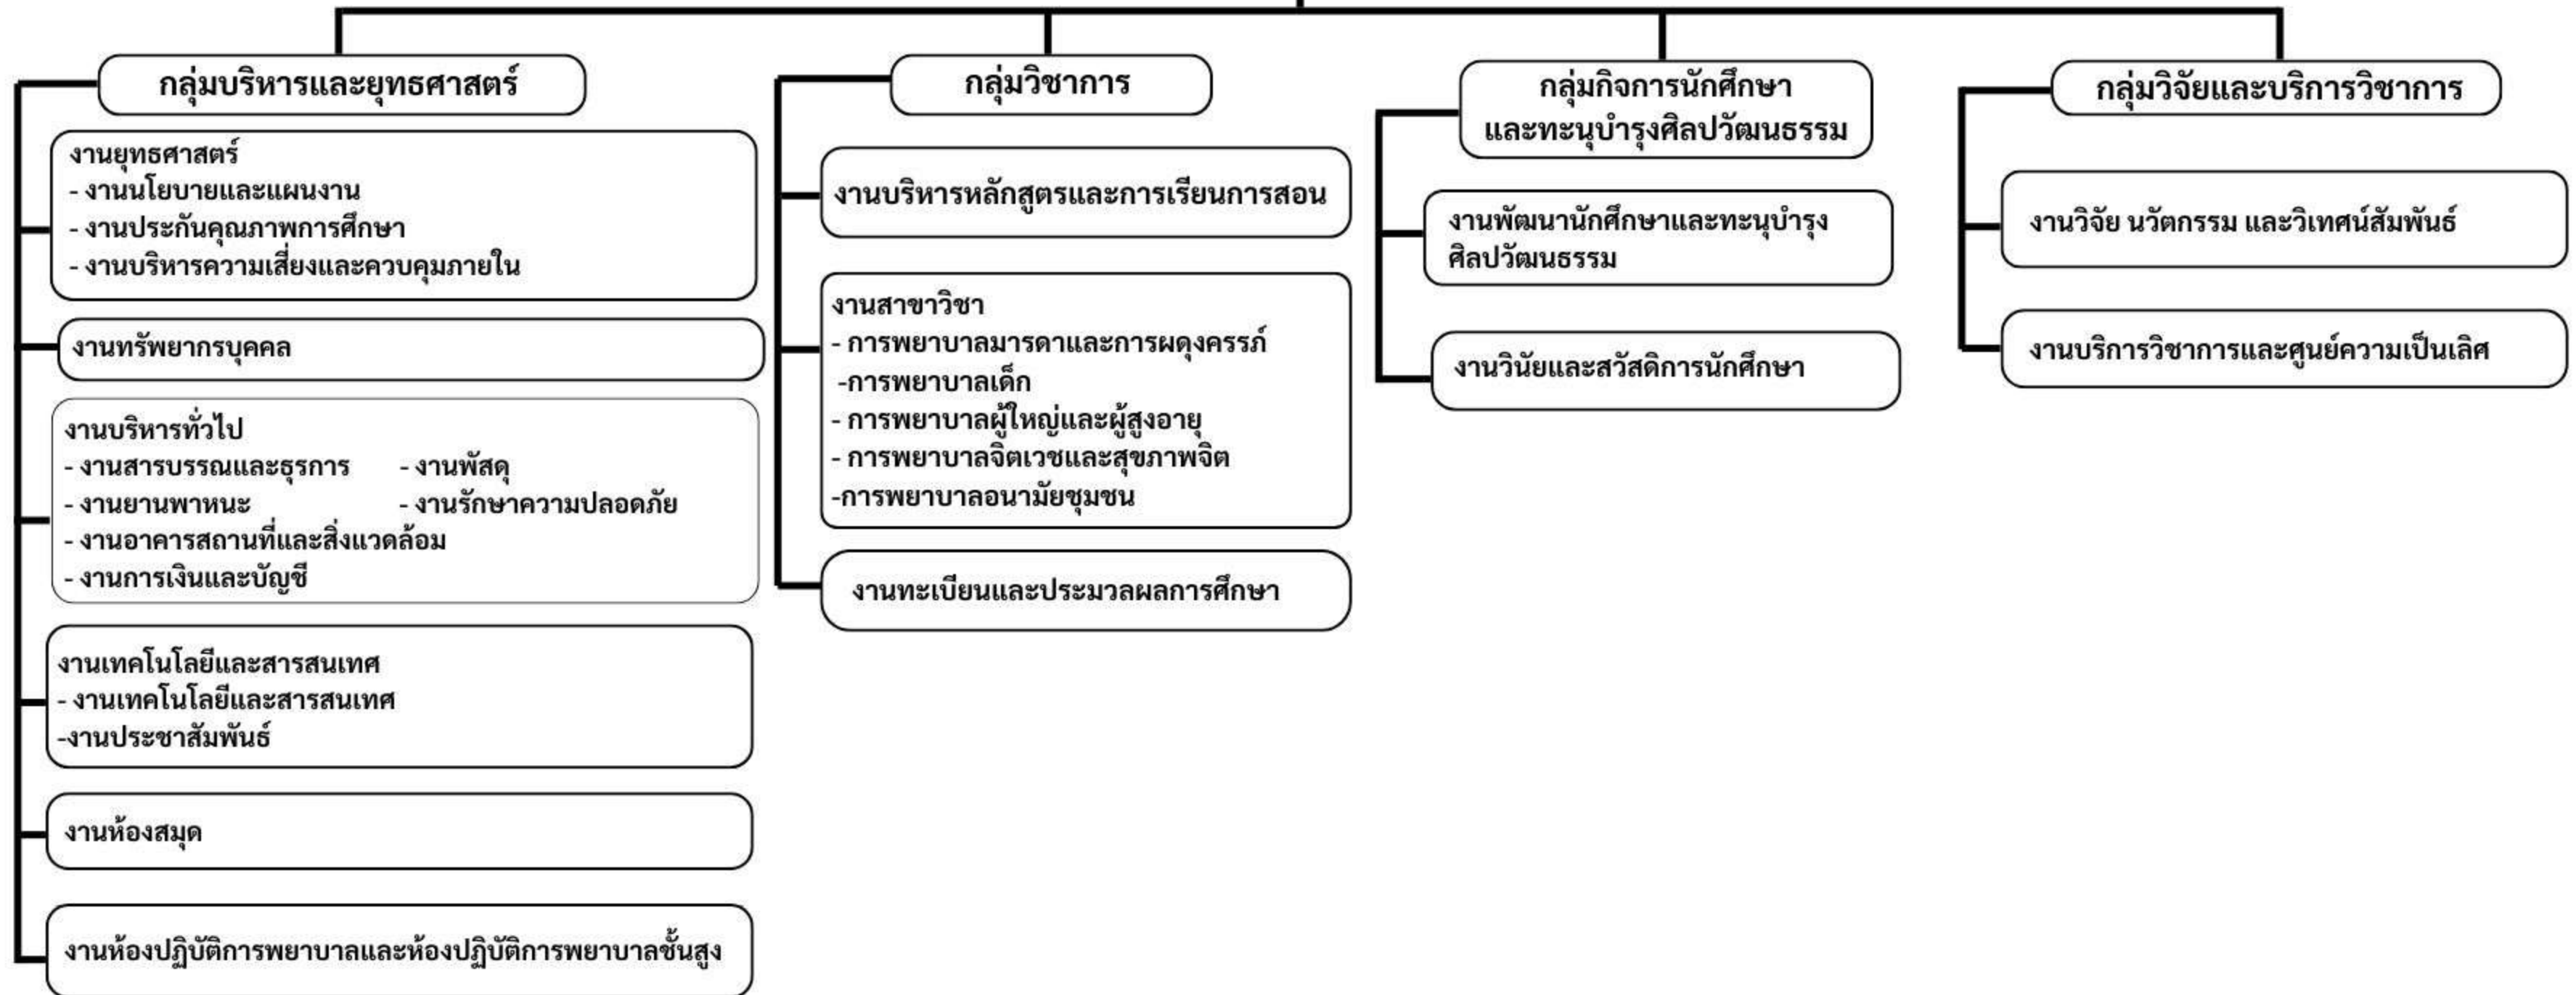 กลุ่มบริหารและยุทธศาสตร์
งานยุทธศาสตร์
- งานนโยบายและแผนงาน
- งานประกันคุณภาพการศึกษา
- งานบริหารความเสี่ยงและควบคุมภายใน
งานทรัพยากรบุคคล
งานบริหารทั่วไป
- งานสารบรรณและธุรการ - งานพัสดุ
- งานยานพาหนะ - งานรักษาความปลอดภัย
- งานอาคารสถานที่และสิ่งแวดล้อม
- งานการเงินและบัญชี
งานเทคโนโลยีและสารสนเทศ
- งานเทคโนโลยีและสารสนเทศ
-งานประชาสัมพันธ์
งานห้องสมุด
งานห้องปฏิบัติการพยาบาลและห้องปฏิบัติการพยาบาลชั้นสูง
กลุ่มวิชาการ
งานบริหารหลักสูตรและการเรียนการสอน
งานสาขาวิชา
- การพยาบาลมารดาและการผดุงครรภ์
-การพยาบาลเด็ก
- การพยาบาลผู้ใหญ่และผู้สูงอายุ
- การพยาบาลจิตเวชและสุขภาพจิต
-การพยาบาลอนามัยชุมชน
งานทะเบียนและประมวลผลการศึกษา
กลุ่มกิจการนักศึกษา
และทะนุบำรุงศิลปวัฒนธรรม
งานพัฒนานักศึกษาและทะนุบำรุง
ศิลปวัฒนธรรม
งานวินัยและสวัสดิการนักศึกษา
กลุ่มวิจัยและบริการวิชาการ
งานวิจัย นวัตกรรม และวิเทศน์สัมพันธ์
งานบริการวิชาการและศูนย์ความเป็นเลิศ